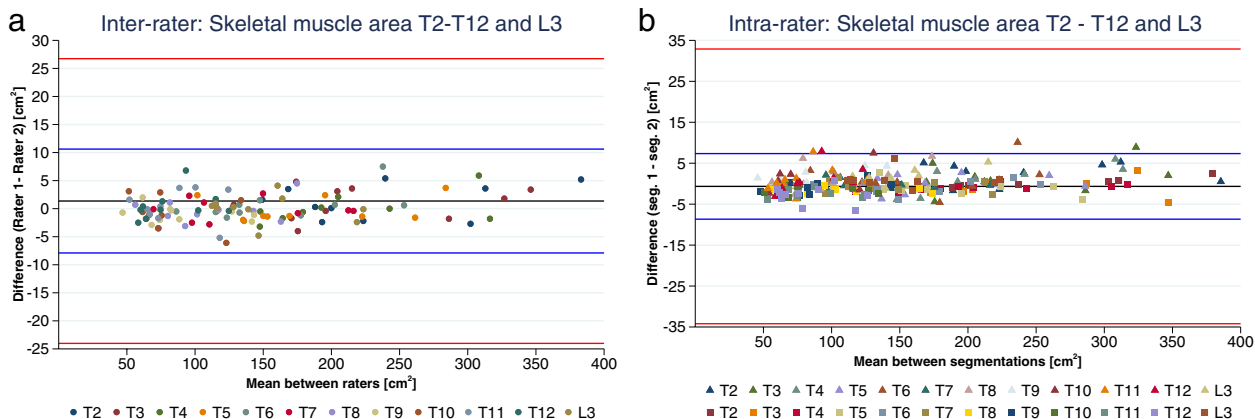 a
Inter-rater: Skeletal muscle area T2-T12 and L3
Difference (Rater 1- Rater 2) [cm²]
30
25
20
15
10
5
0
-5
-10
-15
-20
-25
50 100 150 200 250 300 350 400
Mean between raters [cm²]
T2 T3 T4 T5 T6 T7 T8 T9 T10 T11 T12 L3
b
Intra-rater: Skeletal muscle area T2 - T12 and L3
Difference (seg. 1 - seg. 2) [cm²]
35
25
15
5
-5
-15
-25
-35
50 100 150 200 250 300 350 400
Mean between segmentations [cm²]
T2 T3 T4 T5 T6 T7 T8 T9 T10 T11 T12 L3
T2 T3 T4 T5 T6 T7 T8 T9 T10 T11 T12 L3